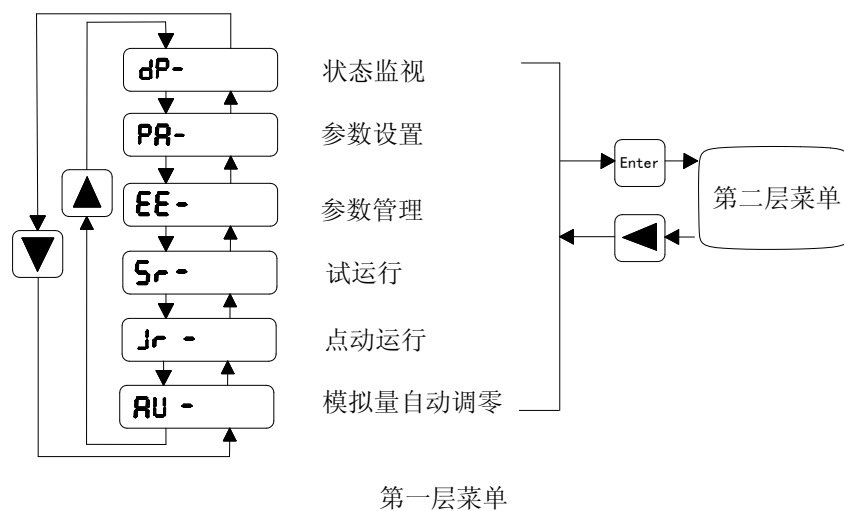 dP-
状态监视
PA-
参数设置
Enter
EE-
参数管理
第二层菜单
Sr-
试运行
Jr -
点动运行
AU -
模拟量自动调零
第一层菜单